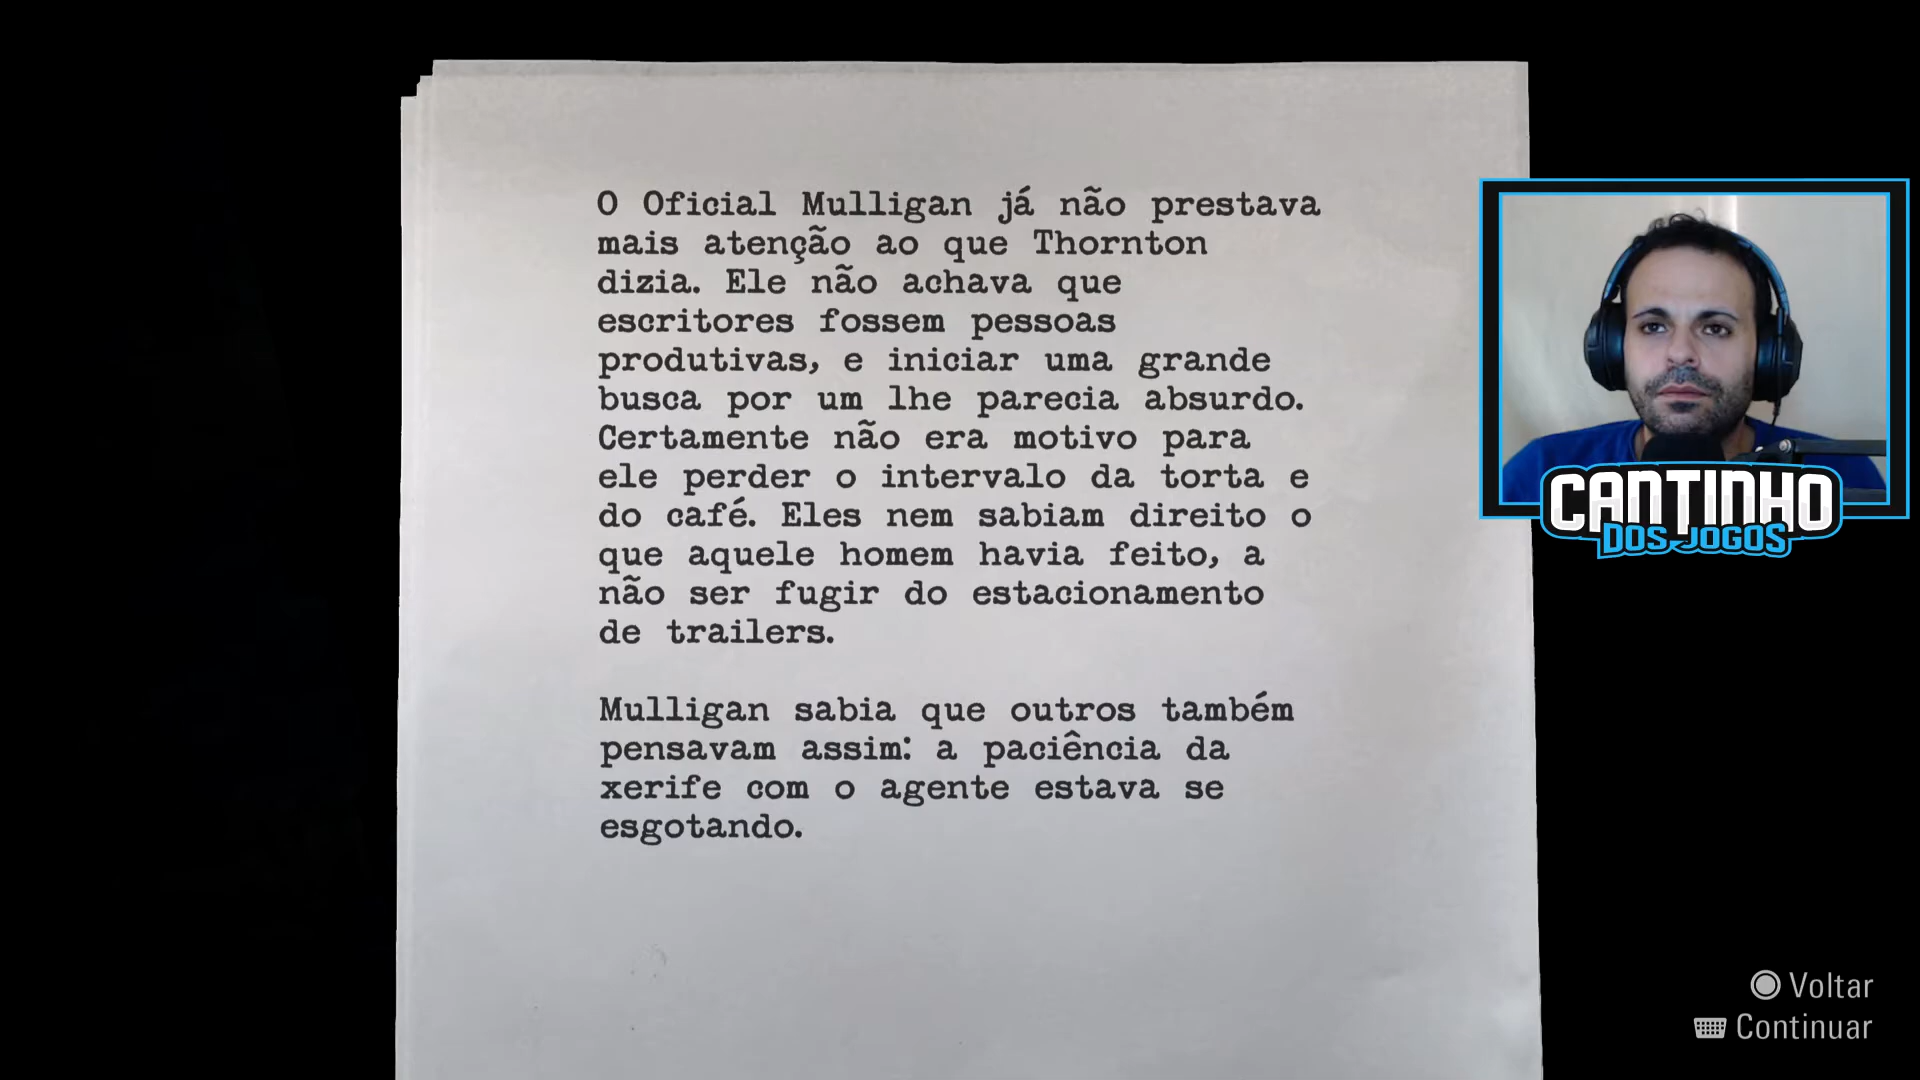 O Oficial Mulligan já não prestava
mais atenção ao que Thornton
dizia. Ele não achava que
escritores fossem pessoas
produtivas, e iniciar uma grande
busca por um lhe parecia absurdo.
Certamente não era motivo para
ele perder o intervalo da torta e
do café. Eles nem sabiam direito o
que aquele homem havia feito, a
não ser fugir do estacionamento
de trailers.
Mulligan sabia que outros também
pensavam assim: a paciência da
xerife com o agente estava se
esgotando.
CANTINHO
DOS JOGOS
Voltar
Continuar